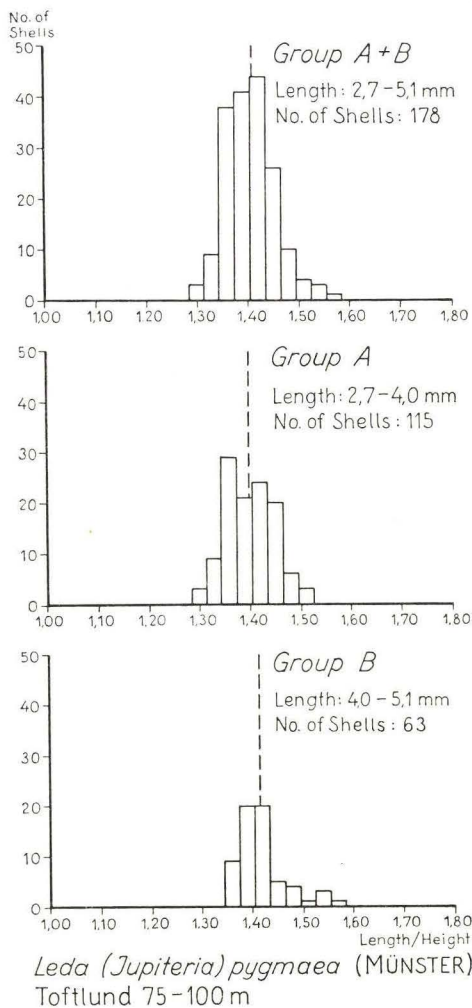 No. of
Shells
50
40
30
20
10
0
Group A+B
Length: 2,7-5,1 mm
No. of Shells: 178
1,00 1,10 1,20 1,30 1,40 1,50 1,60 1,70 1,80
50
40
30
20
10
0
Group A
Length: 2,7-4,0 mm
No. of Shells: 115
1,00 1,10 1,20 1,30 1,40 1,50 1,60 1,70 1,80
50
40
30
20
10
0
Group B
Length: 4,0-5,1 mm
No. of Shells: 63
1,00 1,10 1,20 1,30 1,40 1,50 1,60 1,70 1,80
Length/Height
Leda (Jupiteria) pygmaea (MÜNSTER)
Toftlund 75-100 m